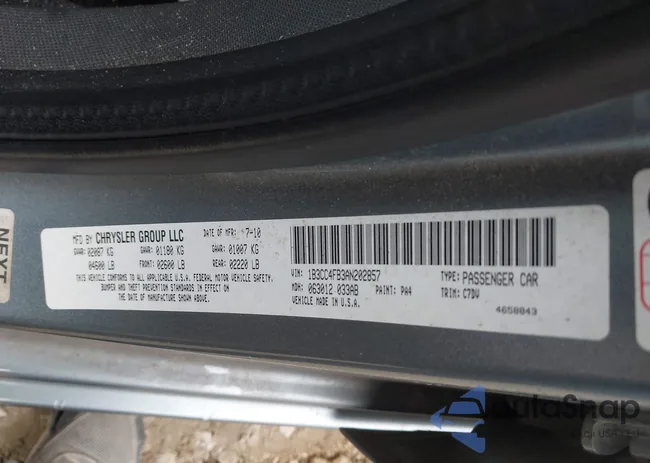 MFD BY CHRYSLER GROUP LLC DATE OF MFR: 7-10
GVWR: 02087 KG GAWR: 01180 KG GAWR: 01007 KG
04600 LB FRONT: 02600 LB REAR: 02220 LB
THIS VEHICLE CONFORMS TO ALL APPLICABLE U.S.A. FEDERAL MOTOR VEHICLE SAFETY,
BUMPER AND THEFT PREVENTION STANDARDS IN EFFECT ON
THE DATE OF MANUFACTURE SHOWN ABOVE.
VIN: 1B3CC4FB3AN202857 TYPE: PASSENGER CAR
MDH: 063012 033AB PAINT: PA4 TRIM: C7DV
MADE IN U.S.A. 4650843
NEXT
AutaSnap